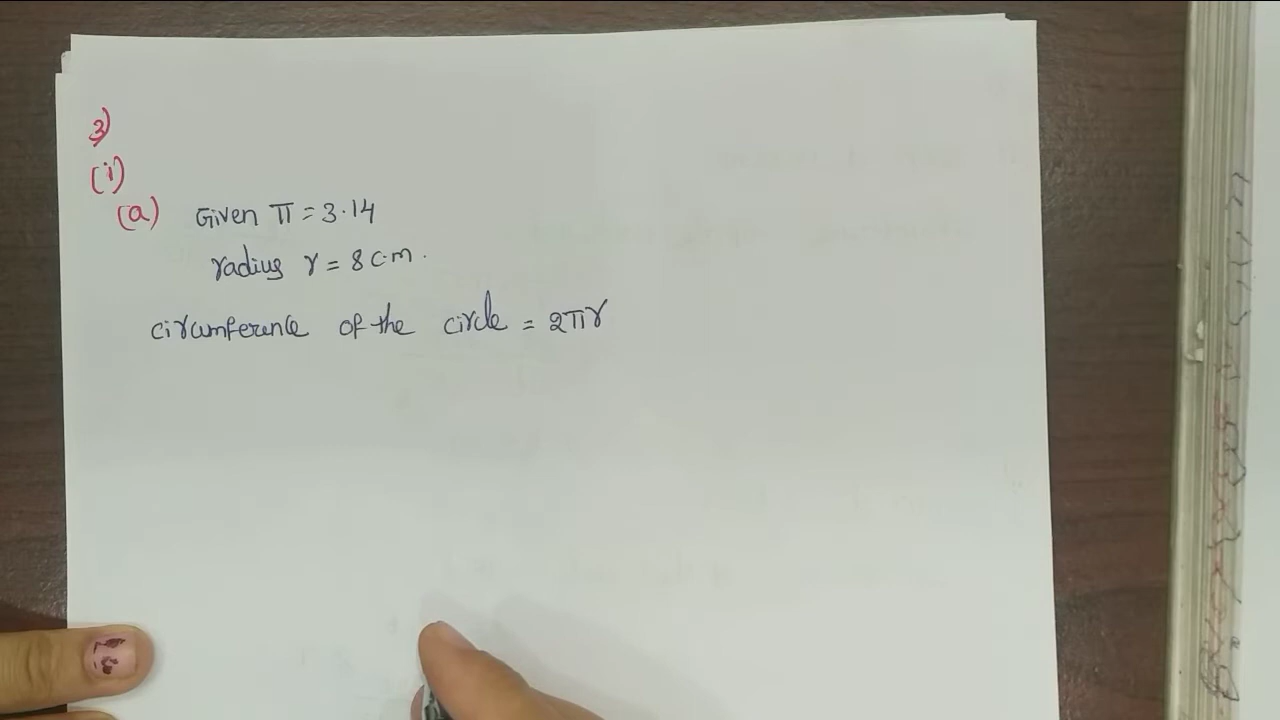 3)
(i)
(a) Given π = 3.14
radius r = 8 c.m.
circumference of the circle = 2πr